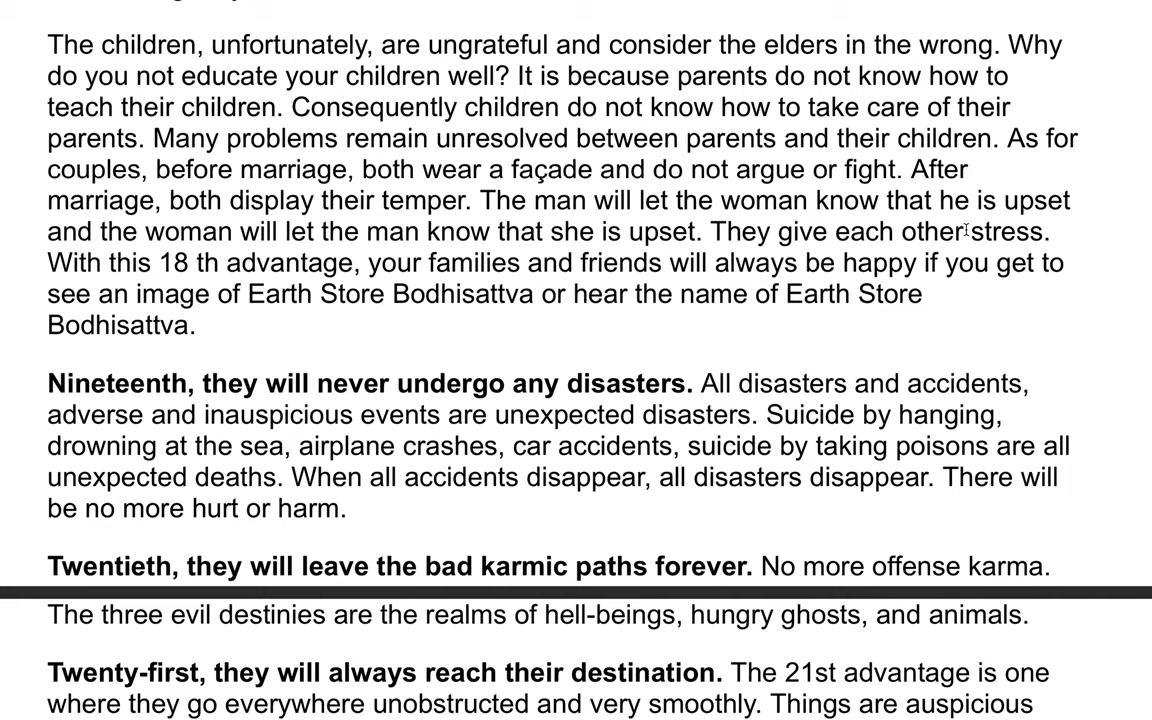 The children, unfortunately, are ungrateful and consider the elders in the wrong. Why
do you not educate your children well? It is because parents do not know how to
teach their children. Consequently children do not know how to take care of their
parents. Many problems remain unresolved between parents and their children. As for
couples, before marriage, both wear a façade and do not argue or fight. After
marriage, both display their temper. The man will let the woman know that he is upset
and the woman will let the man know that she is upset. They give each other stress.
With this 18 th advantage, your families and friends will always be happy if you get to
see an image of Earth Store Bodhisattva or hear the name of Earth Store
Bodhisattva.
Nineteenth, they will never undergo any disasters. All disasters and accidents,
adverse and inauspicious events are unexpected disasters. Suicide by hanging,
drowning at the sea, airplane crashes, car accidents, suicide by taking poisons are all
unexpected deaths. When all accidents disappear, all disasters disappear. There will
be no more hurt or harm.
Twentieth, they will leave the bad karmic paths forever. No more offense karma.
The three evil destinies are the realms of hell-beings, hungry ghosts, and animals.
Twenty-first, they will always reach their destination. The 21st advantage is one
where they go everywhere unobstructed and very smoothly. Things are auspicious